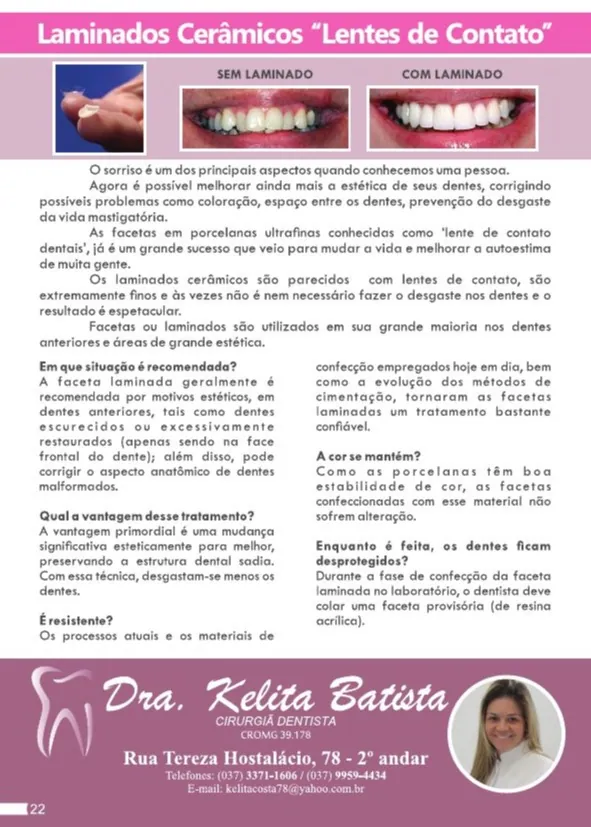 Laminados Cerâmicos “Lentes de Contato”
SEM LAMINADO
COM LAMINADO
O sorriso é um dos principais aspectos quando conhecemos uma pessoa.
Agora é possível melhorar ainda mais a estética de seus dentes, corrigindo
possíveis problemas como coloração, espaço entre os dentes, prevenção do desgaste
da vida mastigatória.
As facetas em porcelanas ultrafinas conhecidas como 'lente de contato
dentais', já é um grande sucesso que veio para mudar a vida e melhorar a autoestima
de muita gente.
Os laminados cerâmicos são parecidos com lentes de contato, são
extremamente finos e às vezes não é nem necessário fazer o desgaste nos dentes e o
resultado é espetacular.
Facetas ou laminados são utilizados em sua grande maioria nos dentes
anteriores e áreas de grande estética.
Em que situação é recomendada?
A faceta laminada geralmente é
recomendada por motivos estéticos, em
dentes anteriores, tais como dentes
escurecidos ou excessivamente
restaurados (apenas sendo na face
frontal do dente); além disso, pode
corrigir o aspecto anatômico de dentes
malformados.
Qual a vantagem desse tratamento?
A vantagem primordial é uma mudança
significativa esteticamente para melhor,
preservando a estrutura dental sadia.
Com essa técnica, desgastam-se menos os
dentes.
É resistente?
Os processos atuais e os materiais de
confecção empregados hoje em dia, bem
como a evolução dos métodos de
cimentação, tornaram as facetas
laminadas um tratamento bastante
confiável.
A cor se mantém?
Como as porcelanas têm boa
estabilidade de cor, as facetas
confeccionadas com esse material não
sofrem alteração.
Enquanto é feita, os dentes ficam
desprotegidos?
Durante a fase de confecção da faceta
laminada no laboratório, o dentista deve
colar uma faceta provisória (de resina
acrílica).
Dra. Kelita Batista
CIRURGIÃ DENTISTA
CROMG 39.178
Rua Tereza Hostalácio, 78 - 2º andar
Telefones: (037) 3371-1606 / (037) 9959-4434
E-mail: kelitacosta78@yahoo.com.br
22